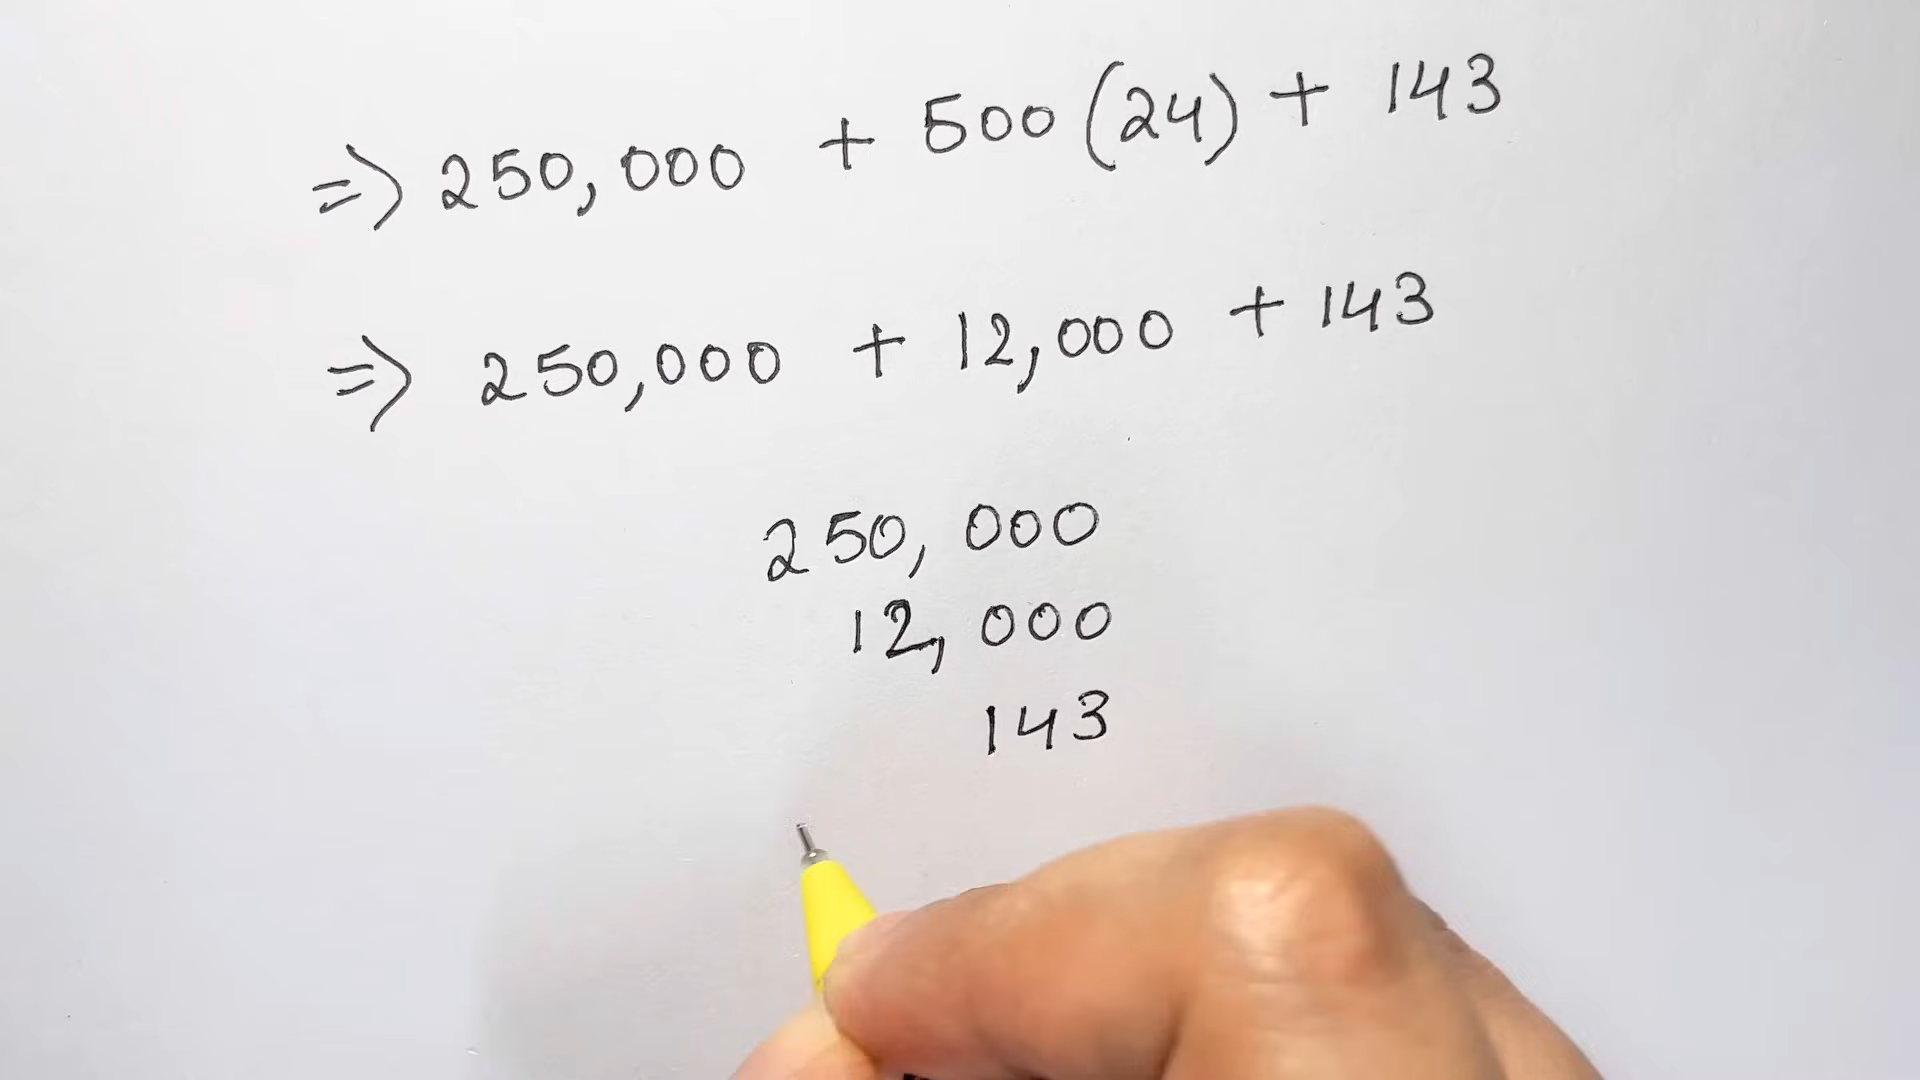 => 250,000 + 500 (24) + 143
=> 250,000 + 12,000 + 143
250,000
12,000
143